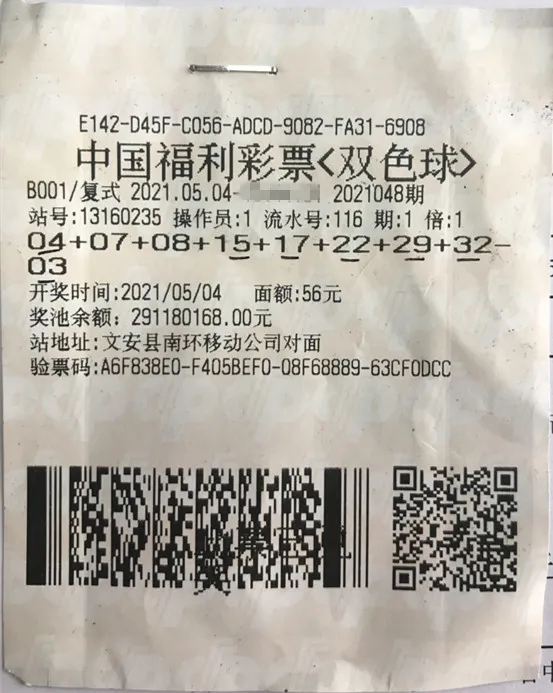 E142-D45F-C056-ADCD-9082-FA31-6908
中国福利彩票<双色球>
B001/复式 2021.05.04- 2021048期
站号:13160235 操作员:1 流水号:116 期:1 倍:1
04+07+08+15+17+22+29+32-
03
开奖时间:2021/05/04 面额:56元
奖池余额: 291180168.00元
站地址:文安县南环移动公司对面
验票码:A6F838E0-F405BEF0-08F68889-63CF0DCC